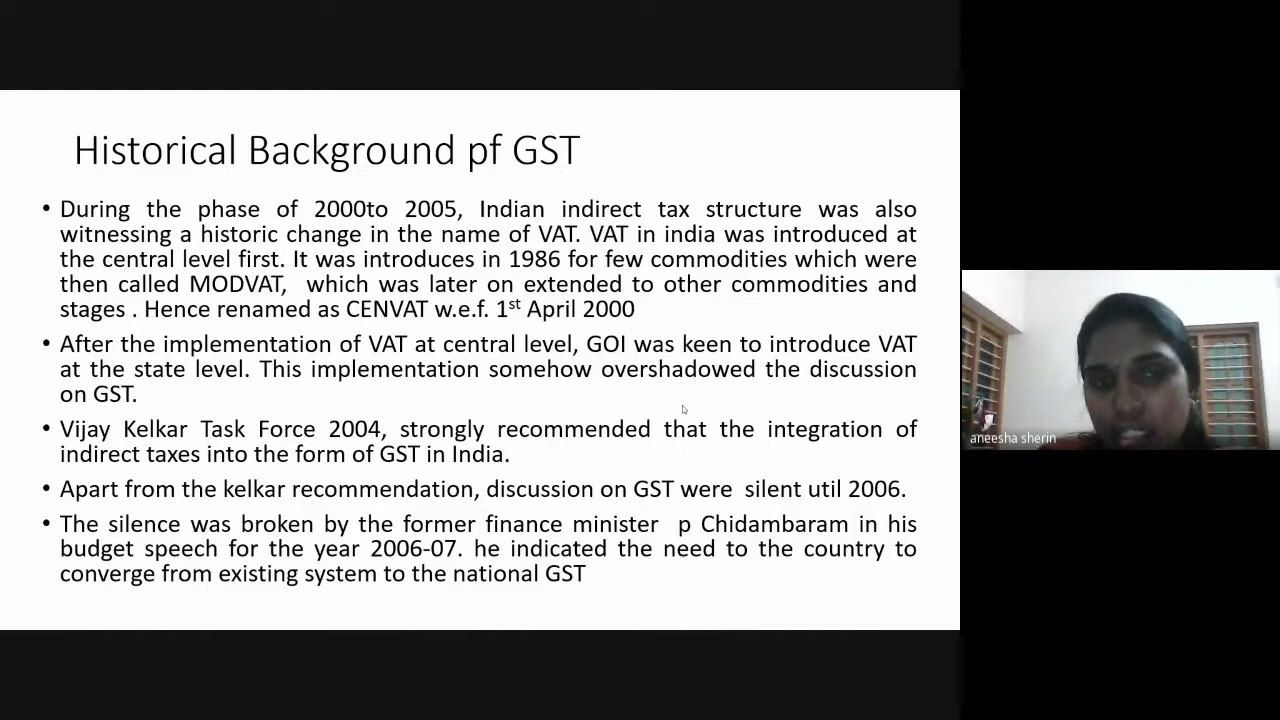 Historical Background pf GST
• During the phase of 2000to 2005, Indian indirect tax structure was also
witnessing a historic change in the name of VAT. VAT in india was introduced at
the central level first. It was introduces in 1986 for few commodities which were
then called MODVAT, which was later on extended to other commodities and
stages . Hence renamed as CENVAT w.e.f. 1st April 2000
• After the implementation of VAT at central level, GOI was keen to introduce VAT
at the state level. This implementation somehow overshadowed the discussion
on GST.
• Vijay Kelkar Task Force 2004, strongly recommended that the integration of
indirect taxes into the form of GST in India.
• Apart from the kelkar recommendation, discussion on GST were silent util 2006.
• The silence was broken by the former finance minister p Chidambaram in his
budget speech for the year 2006-07. he indicated the need to the country to
converge from existing system to the national GST
aneesha sherin